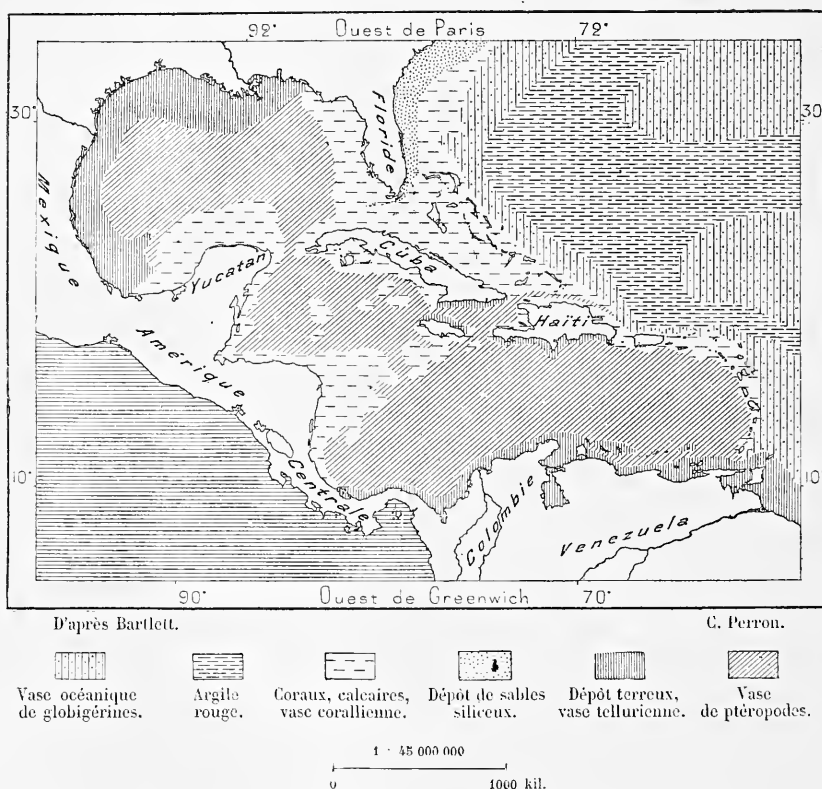 92° Ouest de Paris 72°
30° 30°
Floride
Mexique
Yucatan
Cuba
Haïti
Amérique
Centrale
10° 10°
Colombie
Venezuela
90° Ouest de Greenwich 70°
D'après Bartlett. C. Perron.
Vase océanique
de globigérines.
Argile
rouge.
Coraux, calcaires,
vase corallienne.
Dépôt de sables
siliceux.
Dépôt terreux,
vase tellurienne.
Vase
de ptéropodes.
1 : 45 000 000
0 1000 kil.